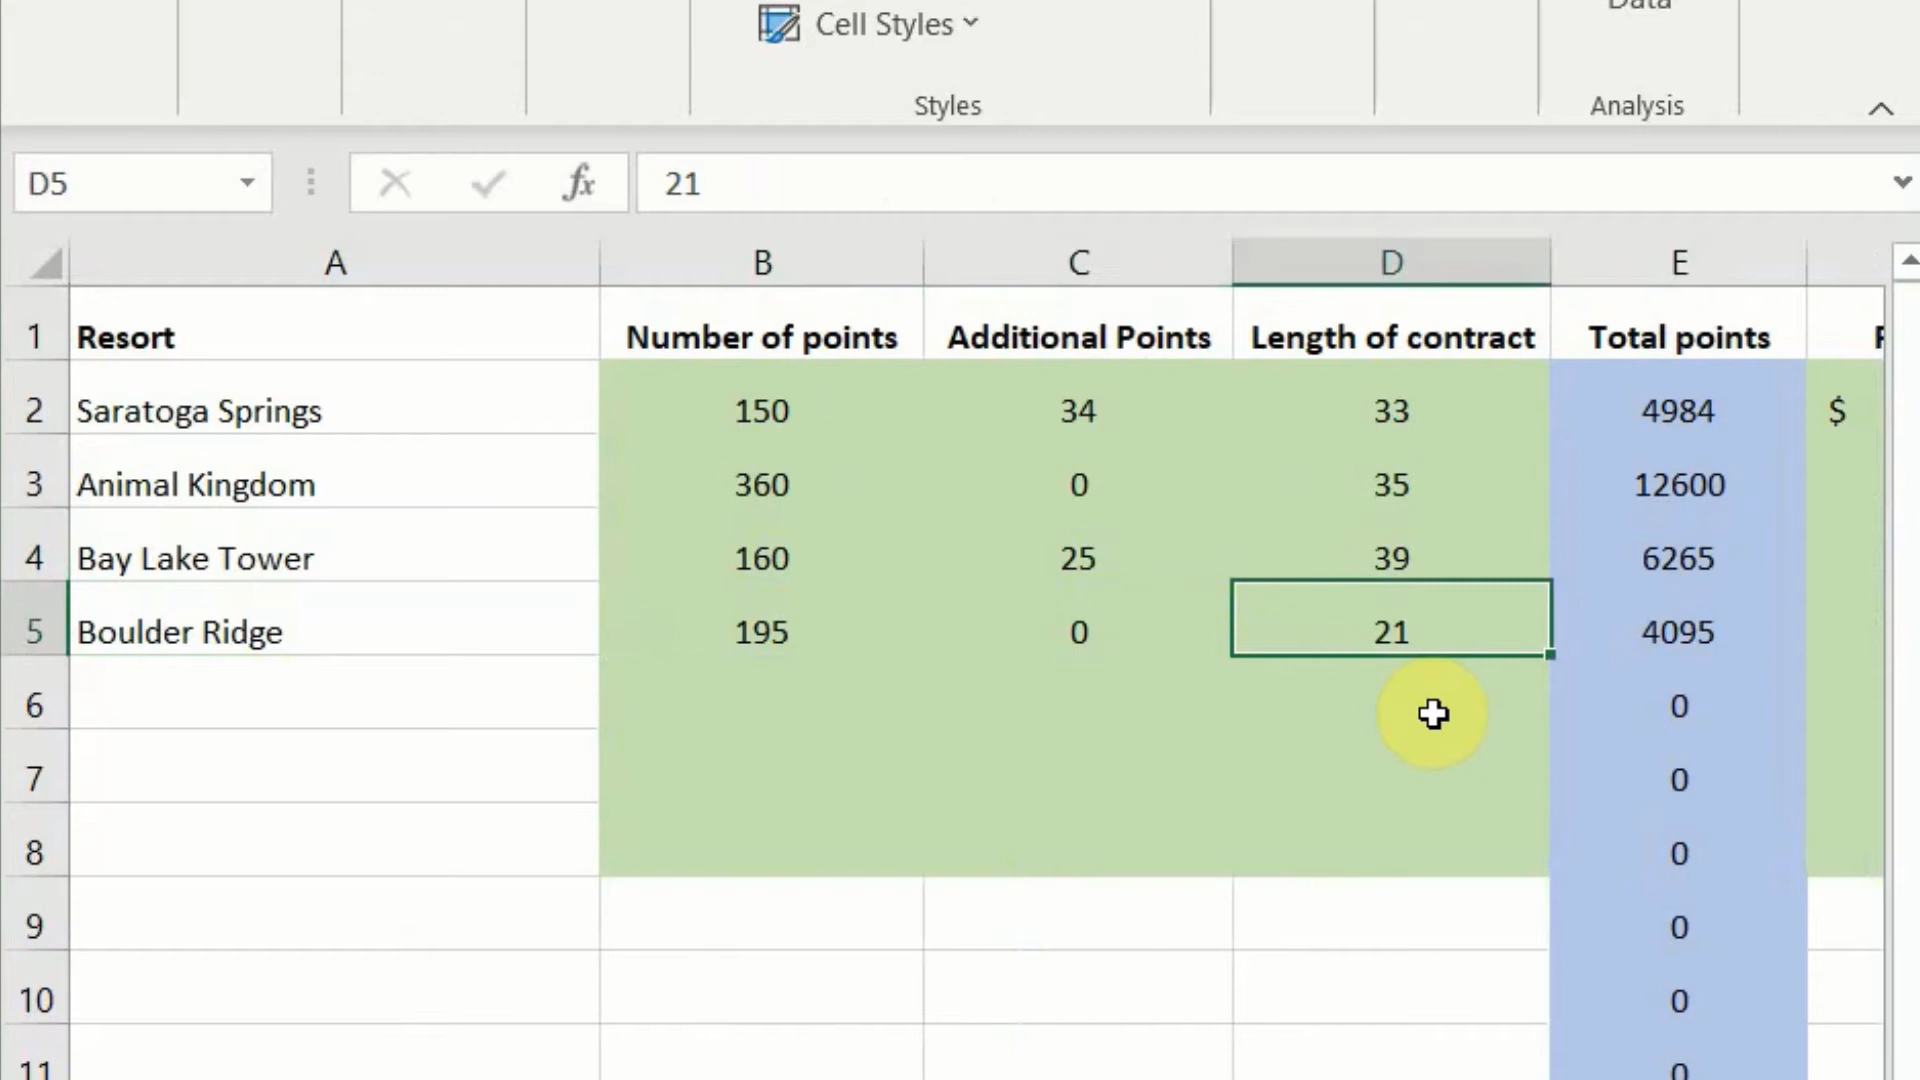 Data
Cell Styles
Styles
Analysis
D5
fx
21
A B C D E
1 Resort Number of points Additional Points Length of contract Total points
2 Saratoga Springs 150 34 33 4984 $
3 Animal Kingdom 360 0 35 12600
4 Bay Lake Tower 160 25 39 6265
5 Boulder Ridge 195 0 21 4095
6 0
7 0
8 0
9 0
10 0
11 0